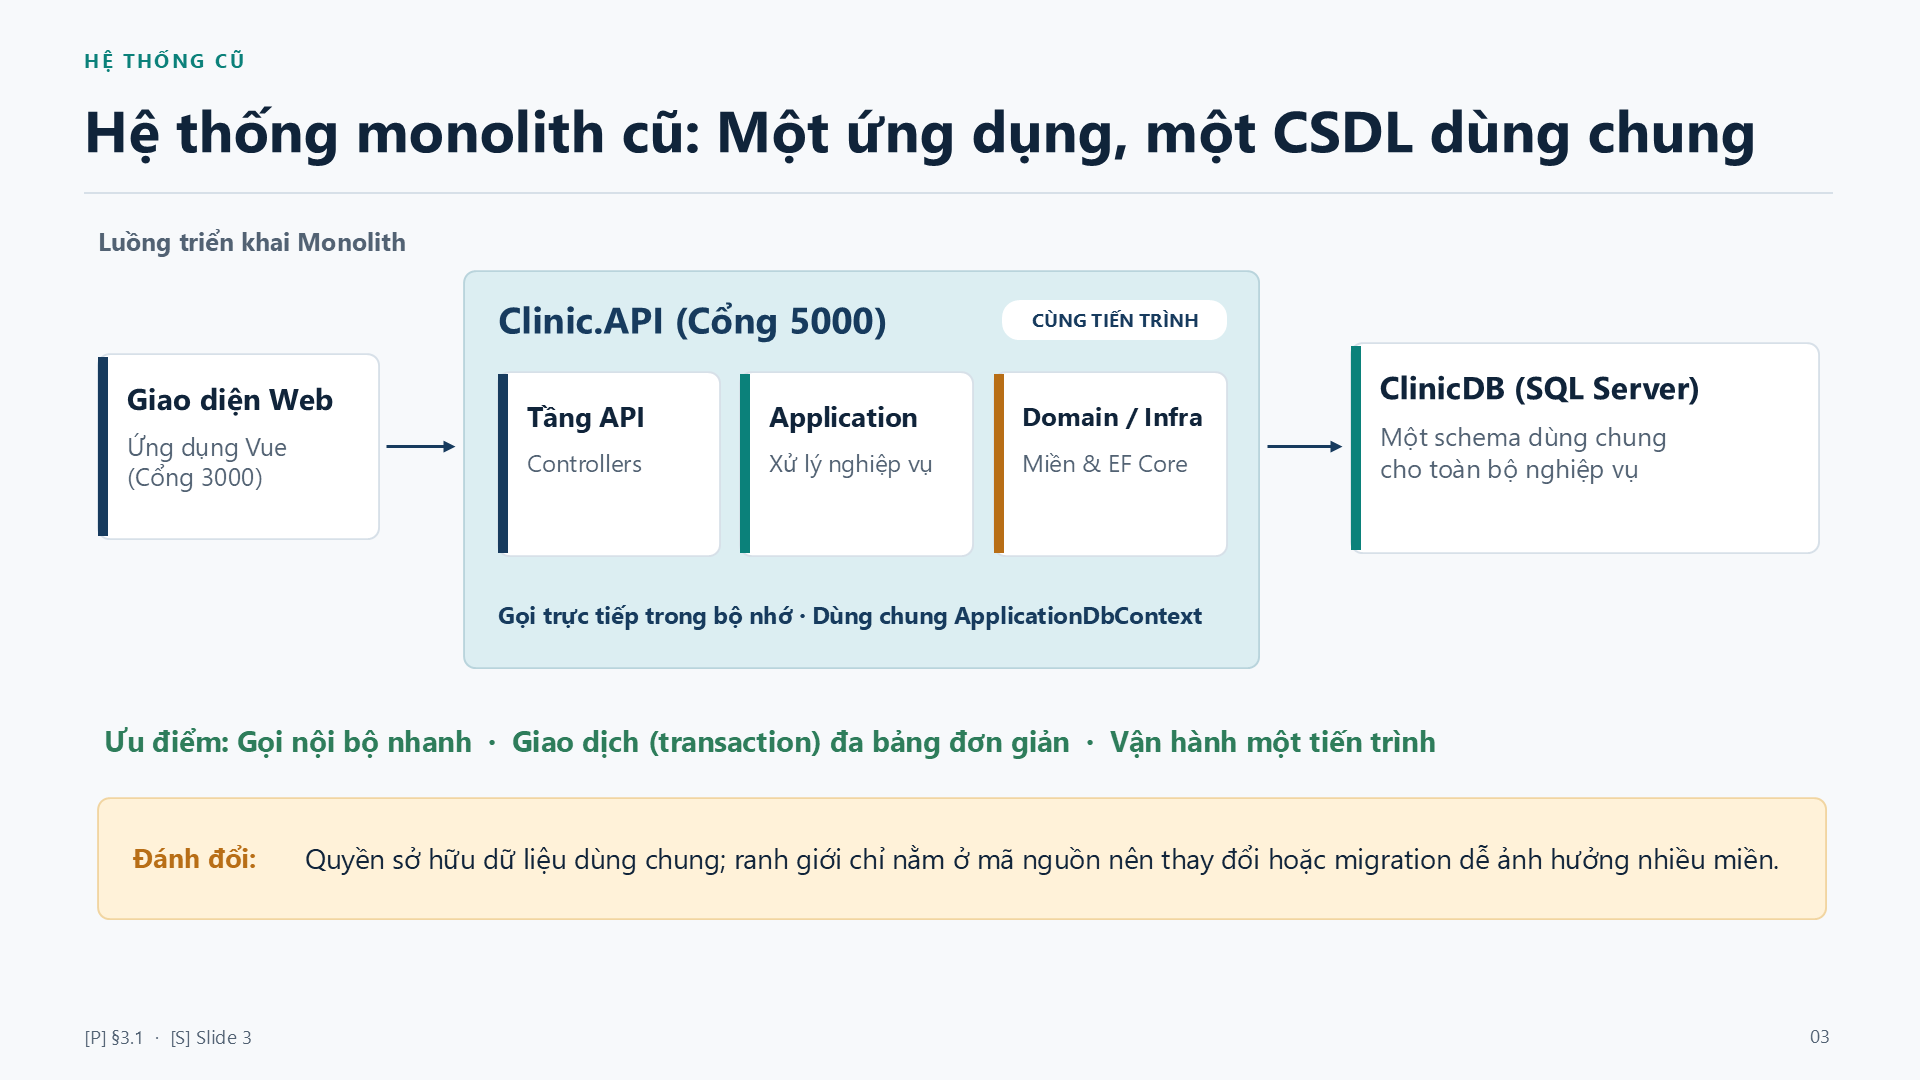 HỆ THỐNG CŨ
Hệ thống monolith cũ: Một ứng dụng, một CSDL dùng chung
Luồng triển khai Monolith
Giao diện Web
Ứng dụng Vue
(Cổng 3000)
Clinic.API (Cổng 5000)
CÙNG TIẾN TRÌNH
Tầng API
Controllers
Application
Xử lý nghiệp vụ
Domain / Infra
Miền & EF Core
Gọi trực tiếp trong bộ nhớ · Dùng chung ApplicationDbContext
ClinicDB (SQL Server)
Một schema dùng chung
cho toàn bộ nghiệp vụ
Ưu điểm: Gọi nội bộ nhanh · Giao dịch (transaction) đa bảng đơn giản · Vận hành một tiến trình
Đánh đổi: Quyền sở hữu dữ liệu dùng chung; ranh giới chỉ nằm ở mã nguồn nên thay đổi hoặc migration dễ ảnh hưởng nhiều miền.
[P] §3.1 · [S] Slide 3
03